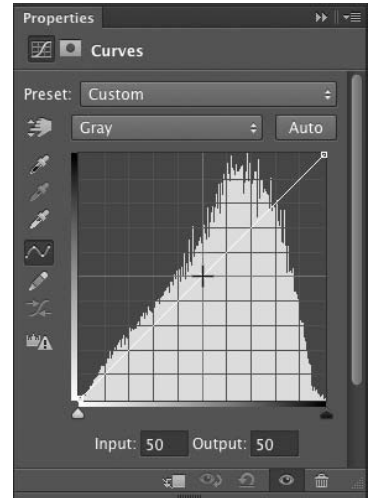 Properties
Curves
Preset: Custom
Gray Auto
Input: 50 Output: 50